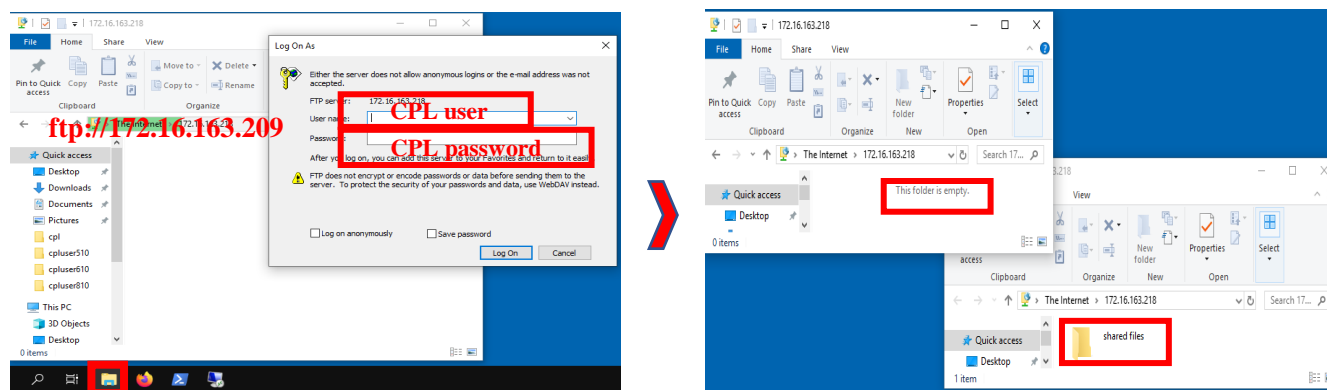 172.16.163.218
File Home Share View
Pin to Quick access
Copy
Paste
Move to
Copy to
Delete
Rename
Clipboard
Organize
ftp://172.16.163.209
The Internet
Quick access
Desktop
Downloads
Documents
Pictures
cpl
cpluser510
cpluser610
cpluser810
This PC
3D Objects
Desktop
0 items
Log On As
Either the server does not allow anonymous logins or the e-mail address was not
accepted.
FTP server: 172.16.163.218
User name:
CPL user
Password:
CPL password
After you log on, you can add this server to your Favorites and return to it easily.
FTP does not encrypt or encode passwords or data before sending them to the
server. To protect the security of your passwords and data, use WebDAV instead.
Log on anonymously
Save password
Log On
Cancel
172.16.163.218
File Home Share View
Pin to Quick access
Copy
Paste
New folder
Properties
Select
Clipboard Organize New Open
The Internet > 172.16.163.218
Search 17...
Quick access
This folder is empty.
Desktop
0 items
3.218
View
access
New folder
Properties
Select
Clipboard Organize New Open
The Internet > 172.16.163.218
Search 17...
Quick access
shared files
Desktop
1 item